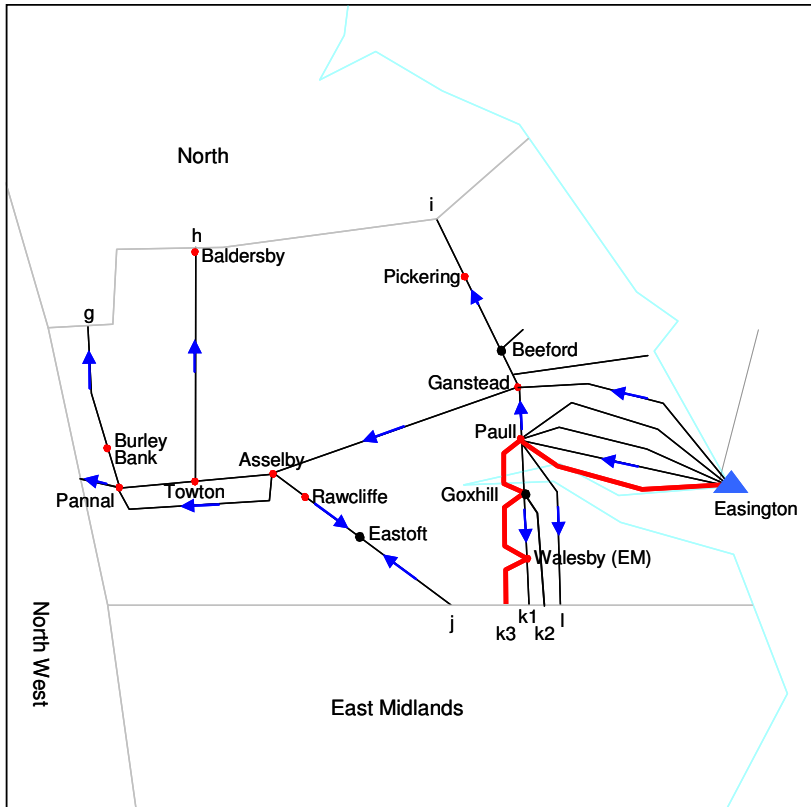 North
i
h
Baldersby
Pickering
g
Beeford
Ganstead
Burley
Bank
Paull
Asselby
Pannal
Towton
Rawcliffe
Goxhill
Easington
Eastoft
Walesby (EM)
j
k3
k1
k2
l
North West
East Midlands